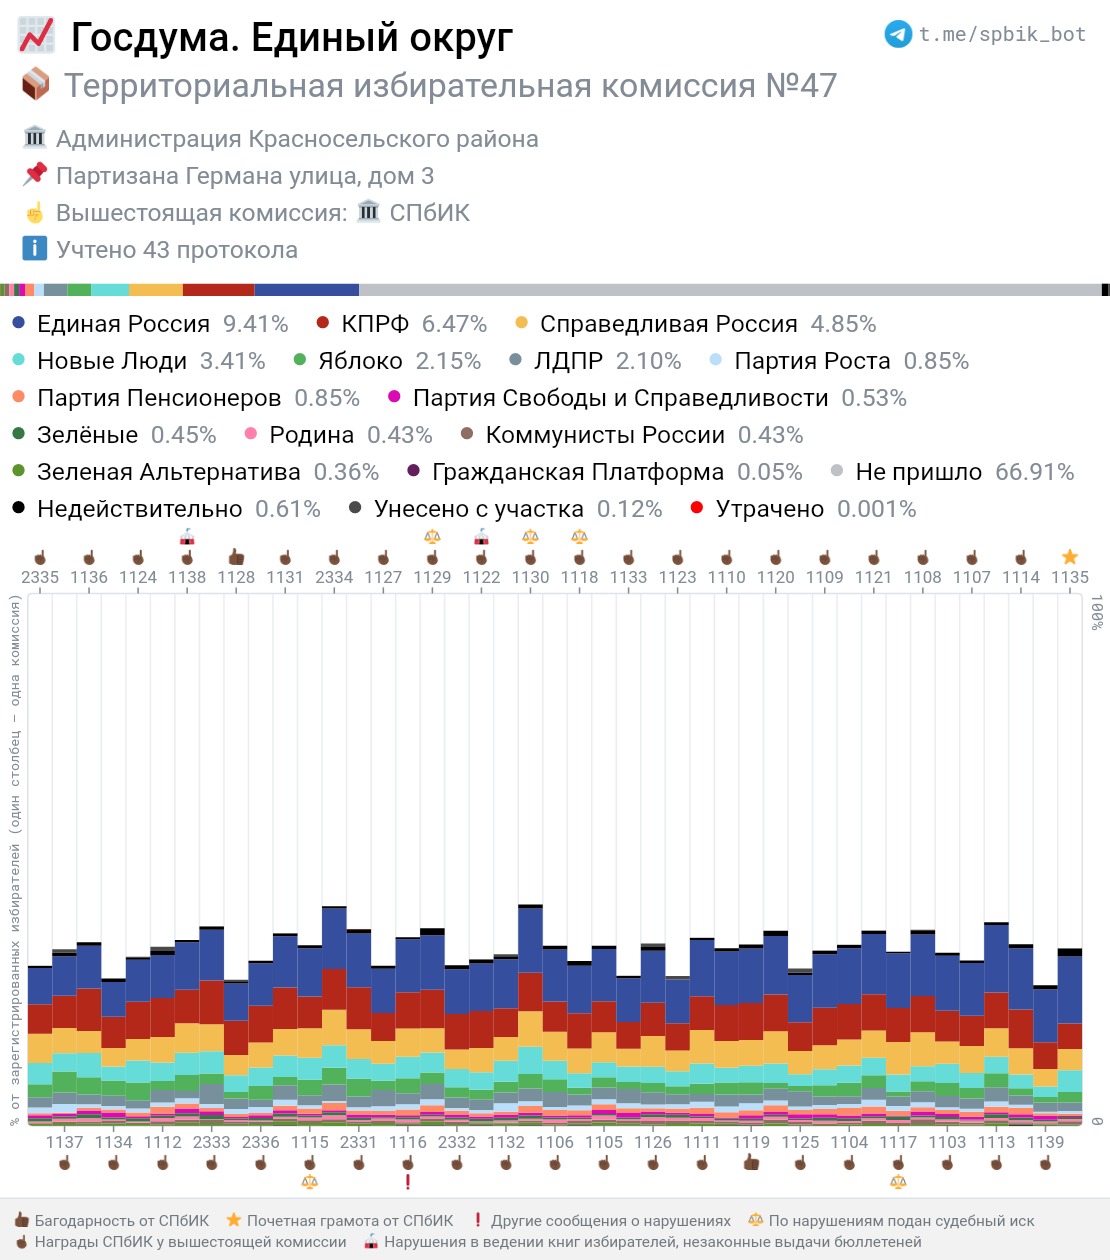 Госдума. Единый округ
t.me/spbik_bot
Территориальная избирательная комиссия №47
Администрация Красносельского района
Партизана Германа улица, дом 3
Вышестоящая комиссия: СПбИК
Учтено 43 протокола
Единая Россия 9.41% КПРФ 6.47% Справедливая Россия 4.85%
Новые Люди 3.41% Яблоко 2.15% ЛДПР 2.10% Партия Роста 0.85%
Партия Пенсионеров 0.85% Партия Свободы и Справедливости 0.53%
Зелёные 0.45% Родина 0.43% Коммунисты России 0.43%
Зеленая Альтернатива 0.36% Гражданская Платформа 0.05% Не пришло 66.91%
Недействительно 0.61% Унесено с участка 0.12% Утрачено 0.001%
2335 1136 1124 1138 1128 1131 2334 1127 1129 1122 1130 1118 1133 1123 1110 1120 1109 1121 1108 1107 1114 1135
% от зарегистрированных избирателей (один столбец – одна комиссия)
100%
0
1137 1134 1112 2333 2336 1115 2331 1116 2332 1132 1106 1105 1126 1111 1119 1125 1104 1117 1103 1113 1139
Багодарность от СПбИК Почетная грамота от СПбИК Другие сообщения о нарушениях По нарушениям подан судебный иск
Награды СПбИК у вышестоящей комиссии Нарушения в ведении книг избирателей, незаконные выдачи бюллетеней